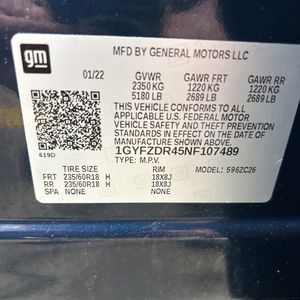 gm
MFD BY GENERAL MOTORS LLC
01/22 GVWR GAWR FRT GAWR RR
2350 KG 1220 KG 1220 KG
5180 LB 2689 LB 2689 LB
THIS VEHICLE CONFORMS TO ALL
APPLICABLE U.S. FEDERAL MOTOR
VEHICLE SAFETY AND THEFT
PREVENTION STANDARDS IN EFFECT ON
THE DATE OF MANUFACTURE SHOWN ABOVE.
619D 1GYFZDR45NF107489
TYPE: M.P.V. MODEL: 596ZC26
TIRE SIZE RIM
FRT 235/60R18 H 18X8J
RR 235/60R18 H 18X8J
SPA NONE NONE